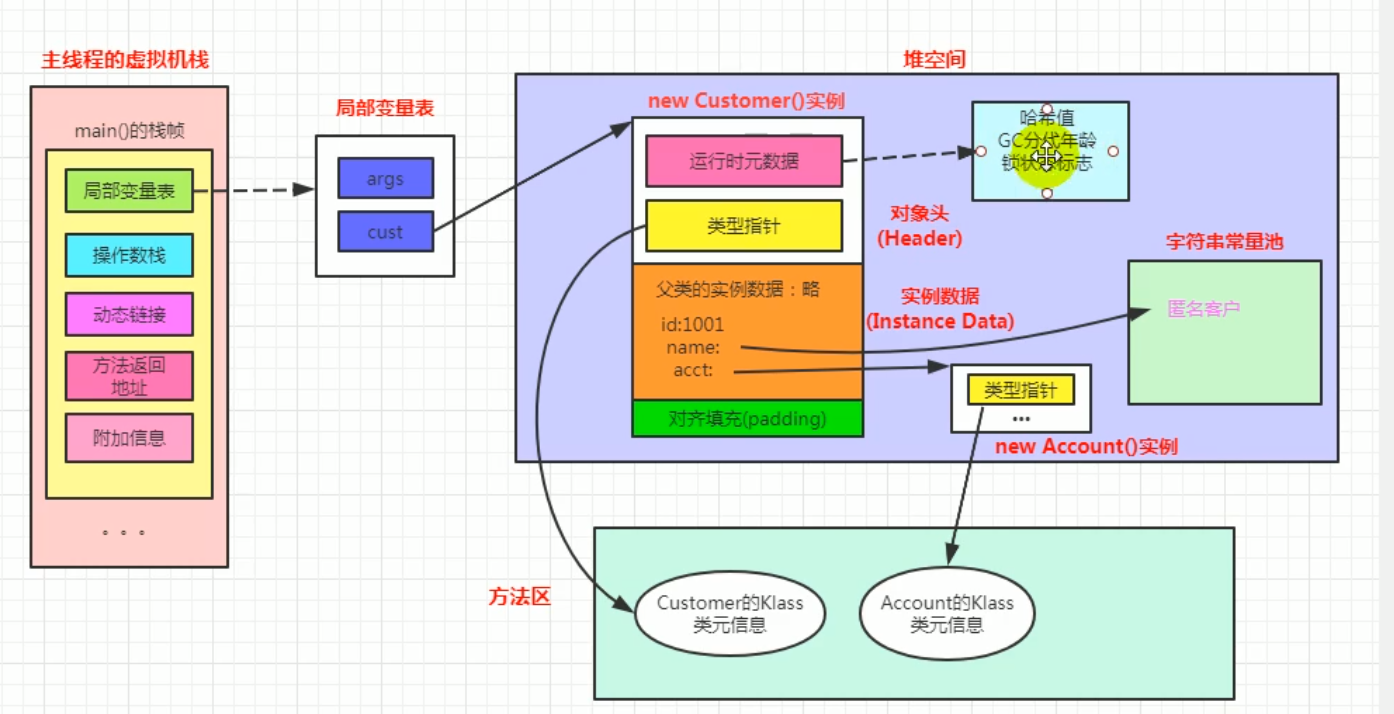 主线程的虚拟机栈
main()的栈帧
局部变量表
操作数栈
动态链接
方法返回
地址
附加信息
。。。
局部变量表
args
cust
堆空间
new Customer()实例
运行时元数据
类型指针
父类的实例数据：略
id:1001
name:
acct:
对齐填充(padding)
哈希值
GC分代年龄
锁状态标志
对象头
(Header)
实例数据
(Instance Data)
字符串常量池
匿名客户
类型指针
...
new Account()实例
方法区
Customer的Klass
类元信息
Account的Klass
类元信息